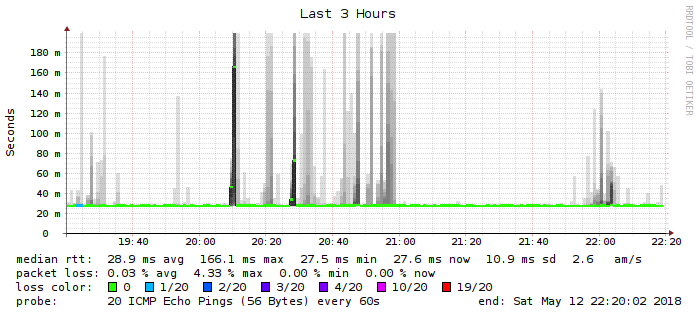 Last 3 Hours
RRDTOOL / TOBI OETIKER
Seconds
180 m
160 m
140 m
120 m
100 m
80 m
60 m
40 m
20 m
0
19:40 20:00 20:20 20:40 21:00 21:20 21:40 22:00 22:20
median rtt: 28.9 ms avg 166.1 ms max 27.5 ms min 27.6 ms now 10.9 ms sd 2.6 am/s
packet loss: 0.03 % avg 4.33 % max 0.00 % min 0.00 % now
loss color: 0 1/20 2/20 3/20 4/20 10/20 19/20
probe: 20 ICMP Echo Pings (56 Bytes) every 60s end: Sat May 12 22:20:02 2018